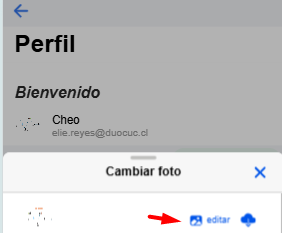 Perfil
Bienvenido
Cheo
elie.reyes@duocuc.cl
Cambiar foto
editar